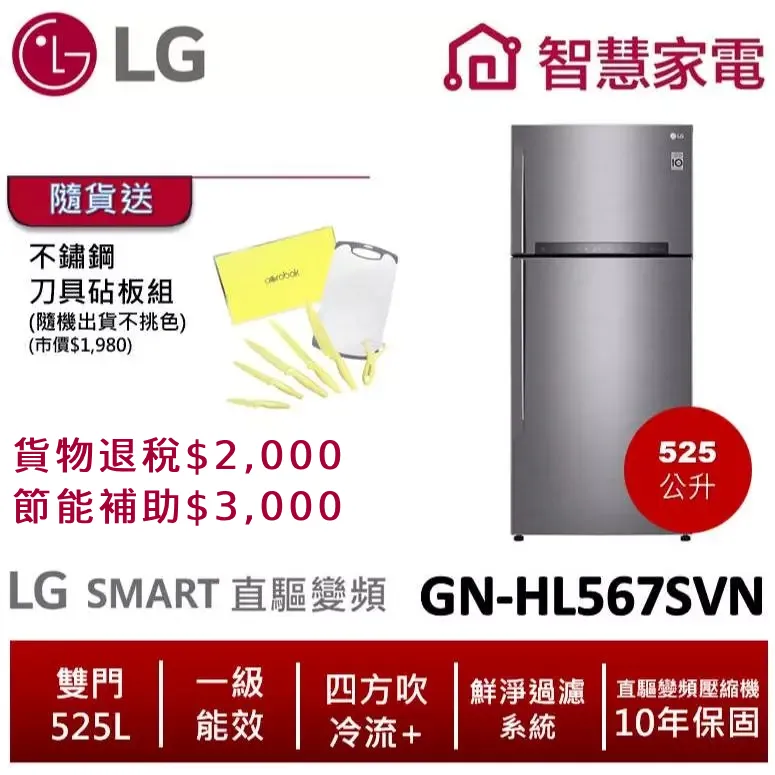 LG
智慧家電
隨貨送
不鏽鋼
刀具砧板組
(隨機出貨不挑色)
(市價$1,980)
LG
525
公升
貨物退稅$2,000
節能補助$3,000
LG SMART 直驅變頻 GN-HL567SVN
雙門
525L
一級
能效
四方吹
冷流+
鮮淨過濾
系統
直驅變頻壓縮機
10年保固